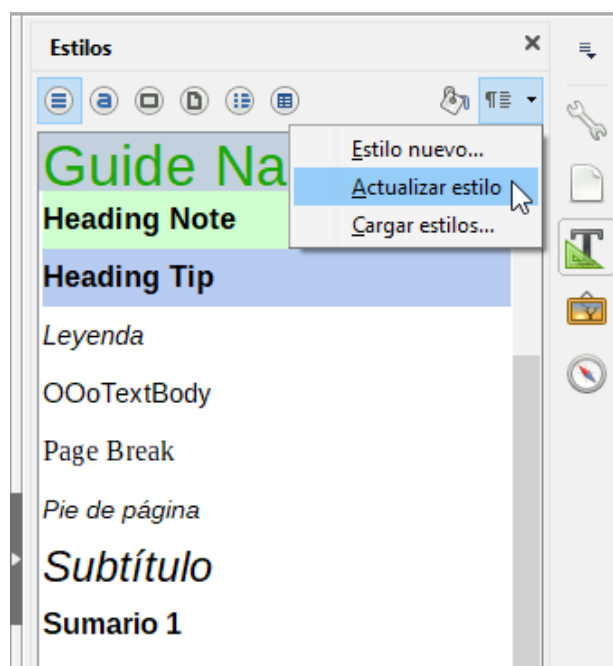 Estilos
Estilo nuevo...
Actualizar estilo
Cargar estilos...
Guide Na
Heading Note
Heading Tip
Leyenda
OOoTextBody
Page Break
Pie de página
Subtítulo
Sumario 1